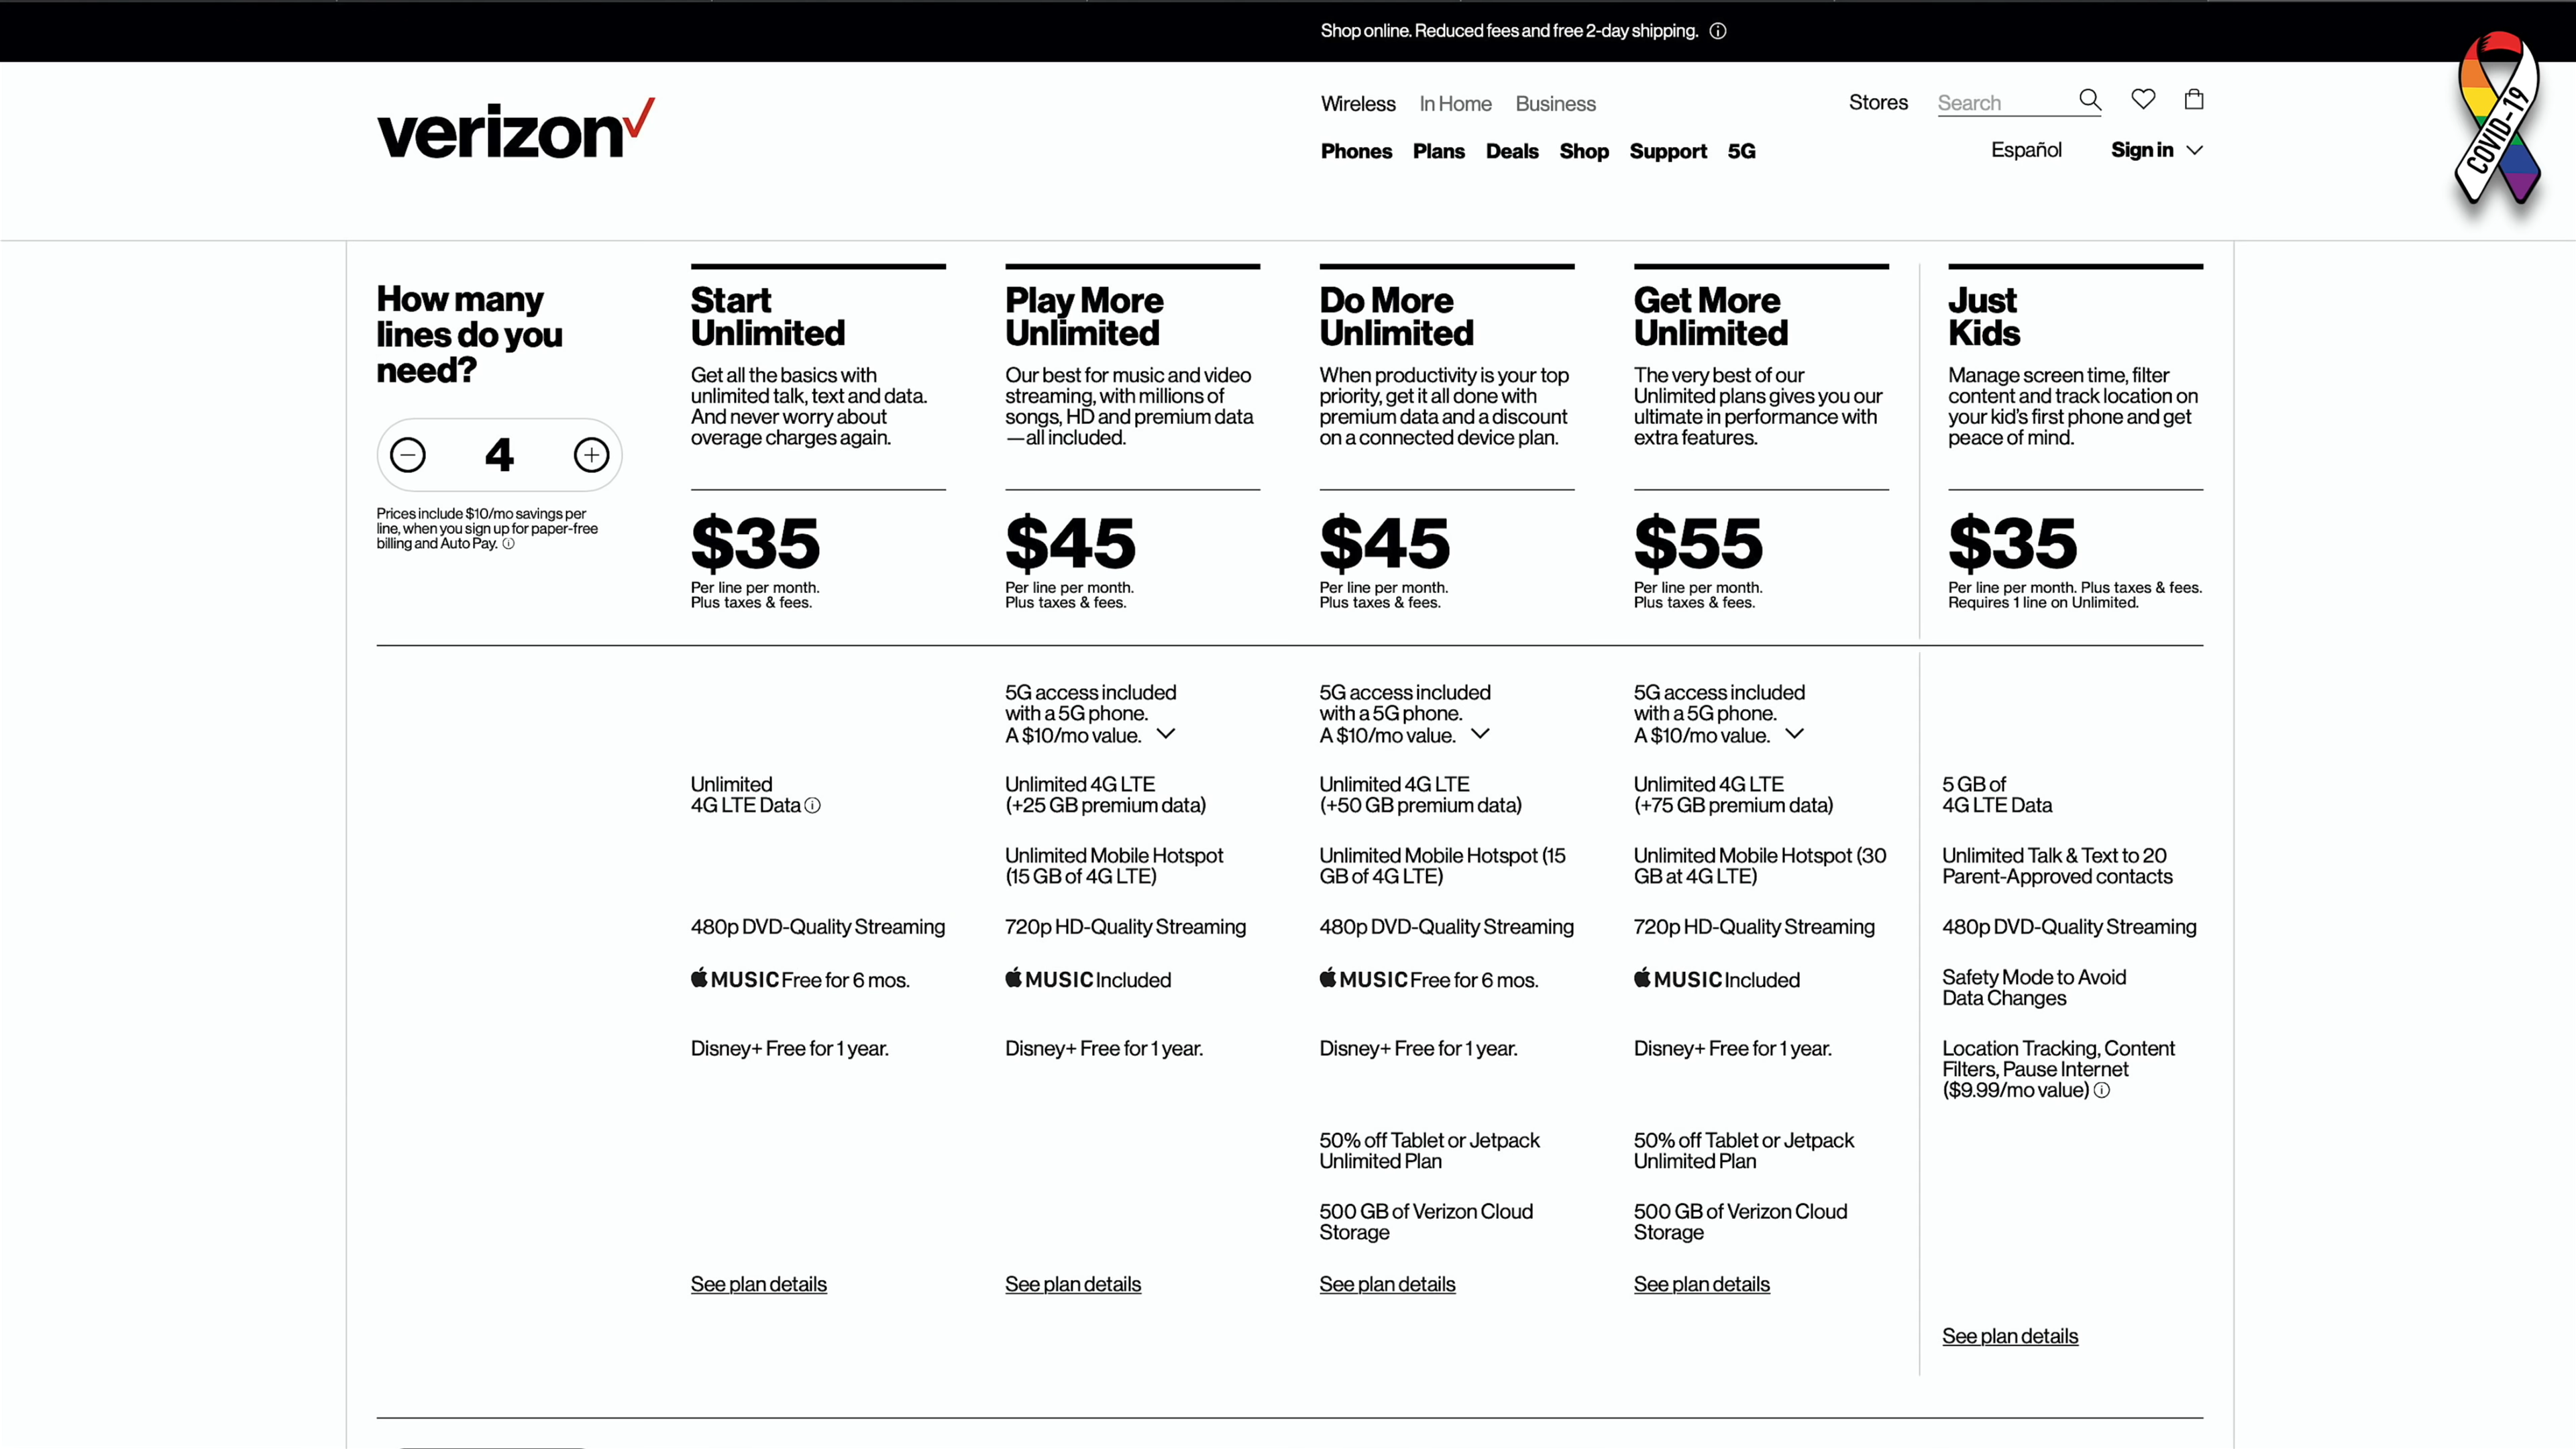 Shop online. Reduced fees and free 2-day shipping.
verizon
Wireless In Home Business
Stores Search
Phones Plans Deals Shop Support 5G
Español Sign in
COVID-19
How many
lines do you
need?
4
Prices include $10/mo savings per
line, when you sign up for paper-free
billing and Auto Pay.
Start
Unlimited
Get all the basics with
unlimited talk, text and data.
And never worry about
overage charges again.
$35
Per line per month.
Plus taxes & fees.
Unlimited
4G LTE Data
480p DVD-Quality Streaming
MUSIC Free for 6 mos.
Disney+ Free for 1 year.
See plan details
Play More
Unlimited
Our best for music and video
streaming, with millions of
songs, HD and premium data
—all included.
$45
Per line per month.
Plus taxes & fees.
5G access included
with a 5G phone.
A $10/mo value.
Unlimited 4G LTE
(+25 GB premium data)
Unlimited Mobile Hotspot
(15 GB of 4G LTE)
720p HD-Quality Streaming
MUSIC Included
Disney+ Free for 1 year.
See plan details
Do More
Unlimited
When productivity is your top
priority, get it all done with
premium data and a discount
on a connected device plan.
$45
Per line per month.
Plus taxes & fees.
5G access included
with a 5G phone.
A $10/mo value.
Unlimited 4G LTE
(+50 GB premium data)
Unlimited Mobile Hotspot (15
GB of 4G LTE)
480p DVD-Quality Streaming
MUSIC Free for 6 mos.
Disney+ Free for 1 year.
50% off Tablet or Jetpack
Unlimited Plan
500 GB of Verizon Cloud
Storage
See plan details
Get More
Unlimited
The very best of our
Unlimited plans gives you our
ultimate in performance with
extra features.
$55
Per line per month.
Plus taxes & fees.
5G access included
with a 5G phone.
A $10/mo value.
Unlimited 4G LTE
(+75 GB premium data)
Unlimited Mobile Hotspot (30
GB at 4G LTE)
720p HD-Quality Streaming
MUSIC Included
Disney+ Free for 1 year.
50% off Tablet or Jetpack
Unlimited Plan
500 GB of Verizon Cloud
Storage
See plan details
Just
Kids
Manage screen time, filter
content and track location on
your kid's first phone and get
peace of mind.
$35
Per line per month. Plus taxes & fees.
Requires 1 line on Unlimited.
5 GB of
4G LTE Data
Unlimited Talk & Text to 20
Parent-Approved contacts
480p DVD-Quality Streaming
Safety Mode to Avoid
Data Changes
Location Tracking, Content
Filters, Pause Internet
($9.99/mo value)
See plan details